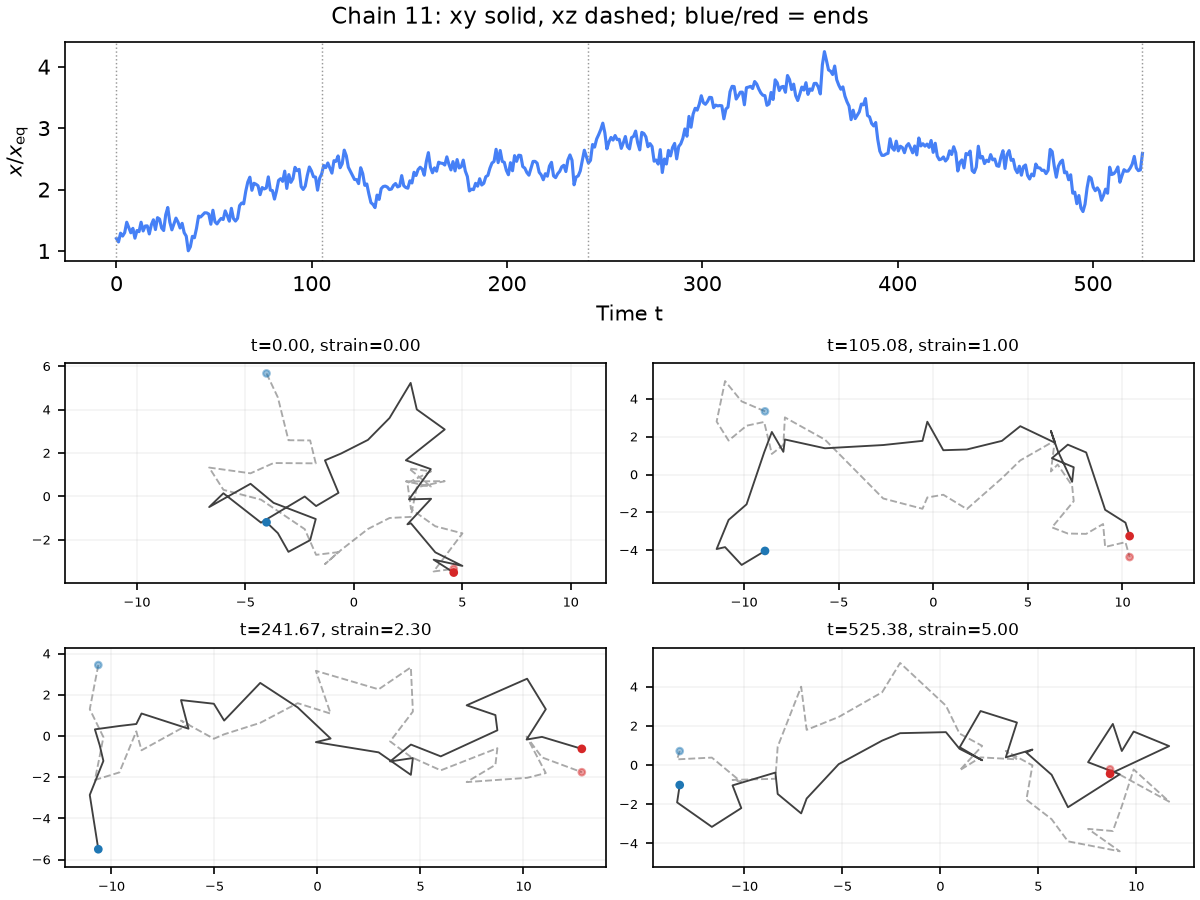 Chain 11: xy solid, xz dashed; blue/red = ends
x/x_eq
4
3
2
1
0 100 200 300 400 500
Time t
t=0.00, strain=0.00
6
4
2
0
−2
−10 −5 0 5 10
t=105.08, strain=1.00
4
2
0
−2
−4
−10 −5 0 5 10
t=241.67, strain=2.30
4
2
0
−2
−4
−6
−10 −5 0 5 10
t=525.38, strain=5.00
4
2
0
−2
−4
−10 −5 0 5 10